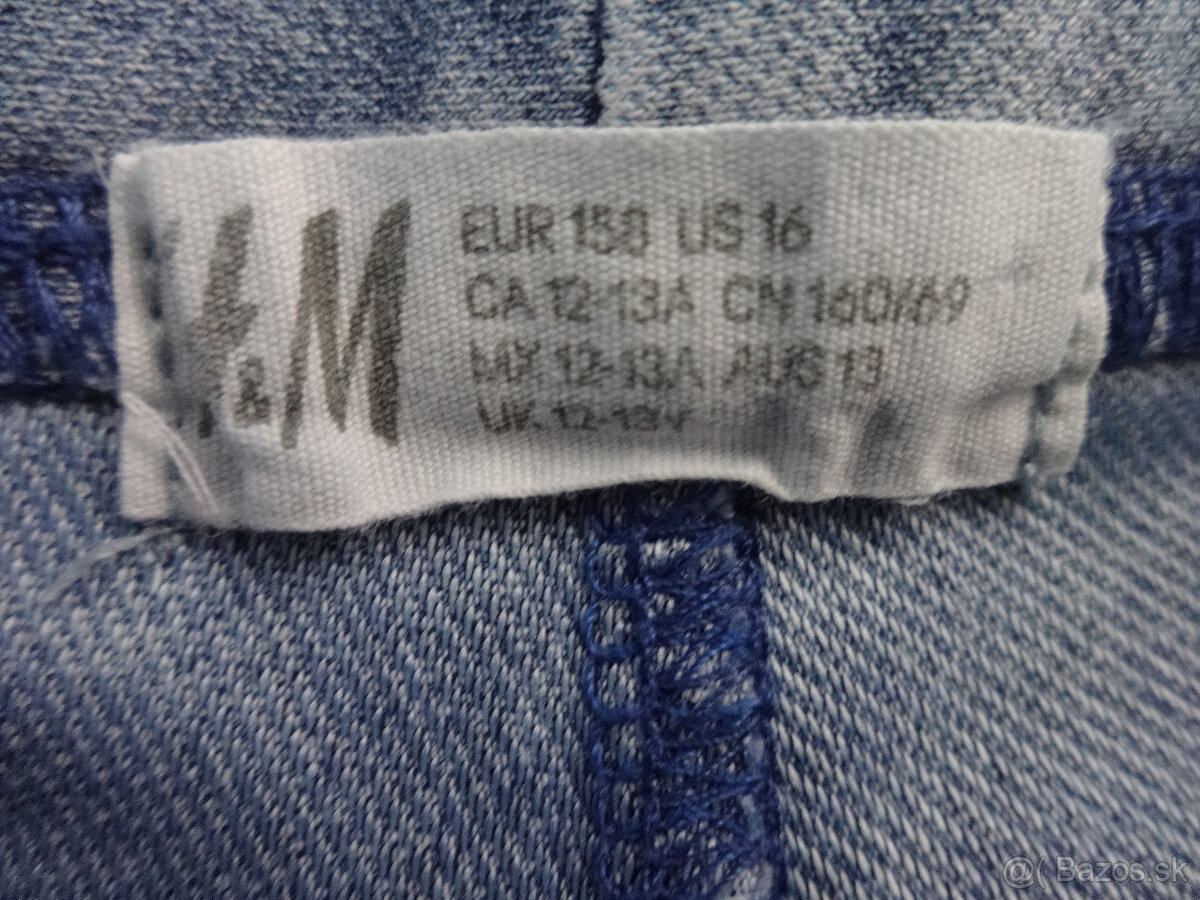 H&M
EUR 158 US 16
CA 12-13A CM 160/69
MX 12-13A AUS 13
UK 12-13Y
@( Bazos.sk